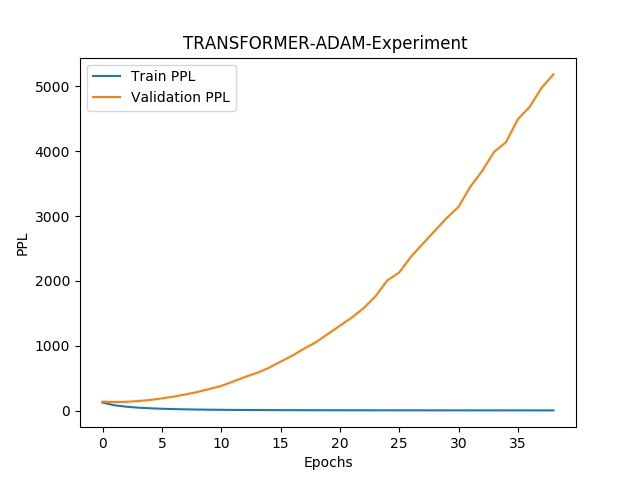 TRANSFORMER-ADAM-Experiment
Train PPL
Validation PPL
PPL
5000
4000
3000
2000
1000
0
0 5 10 15 20 25 30 35
Epochs